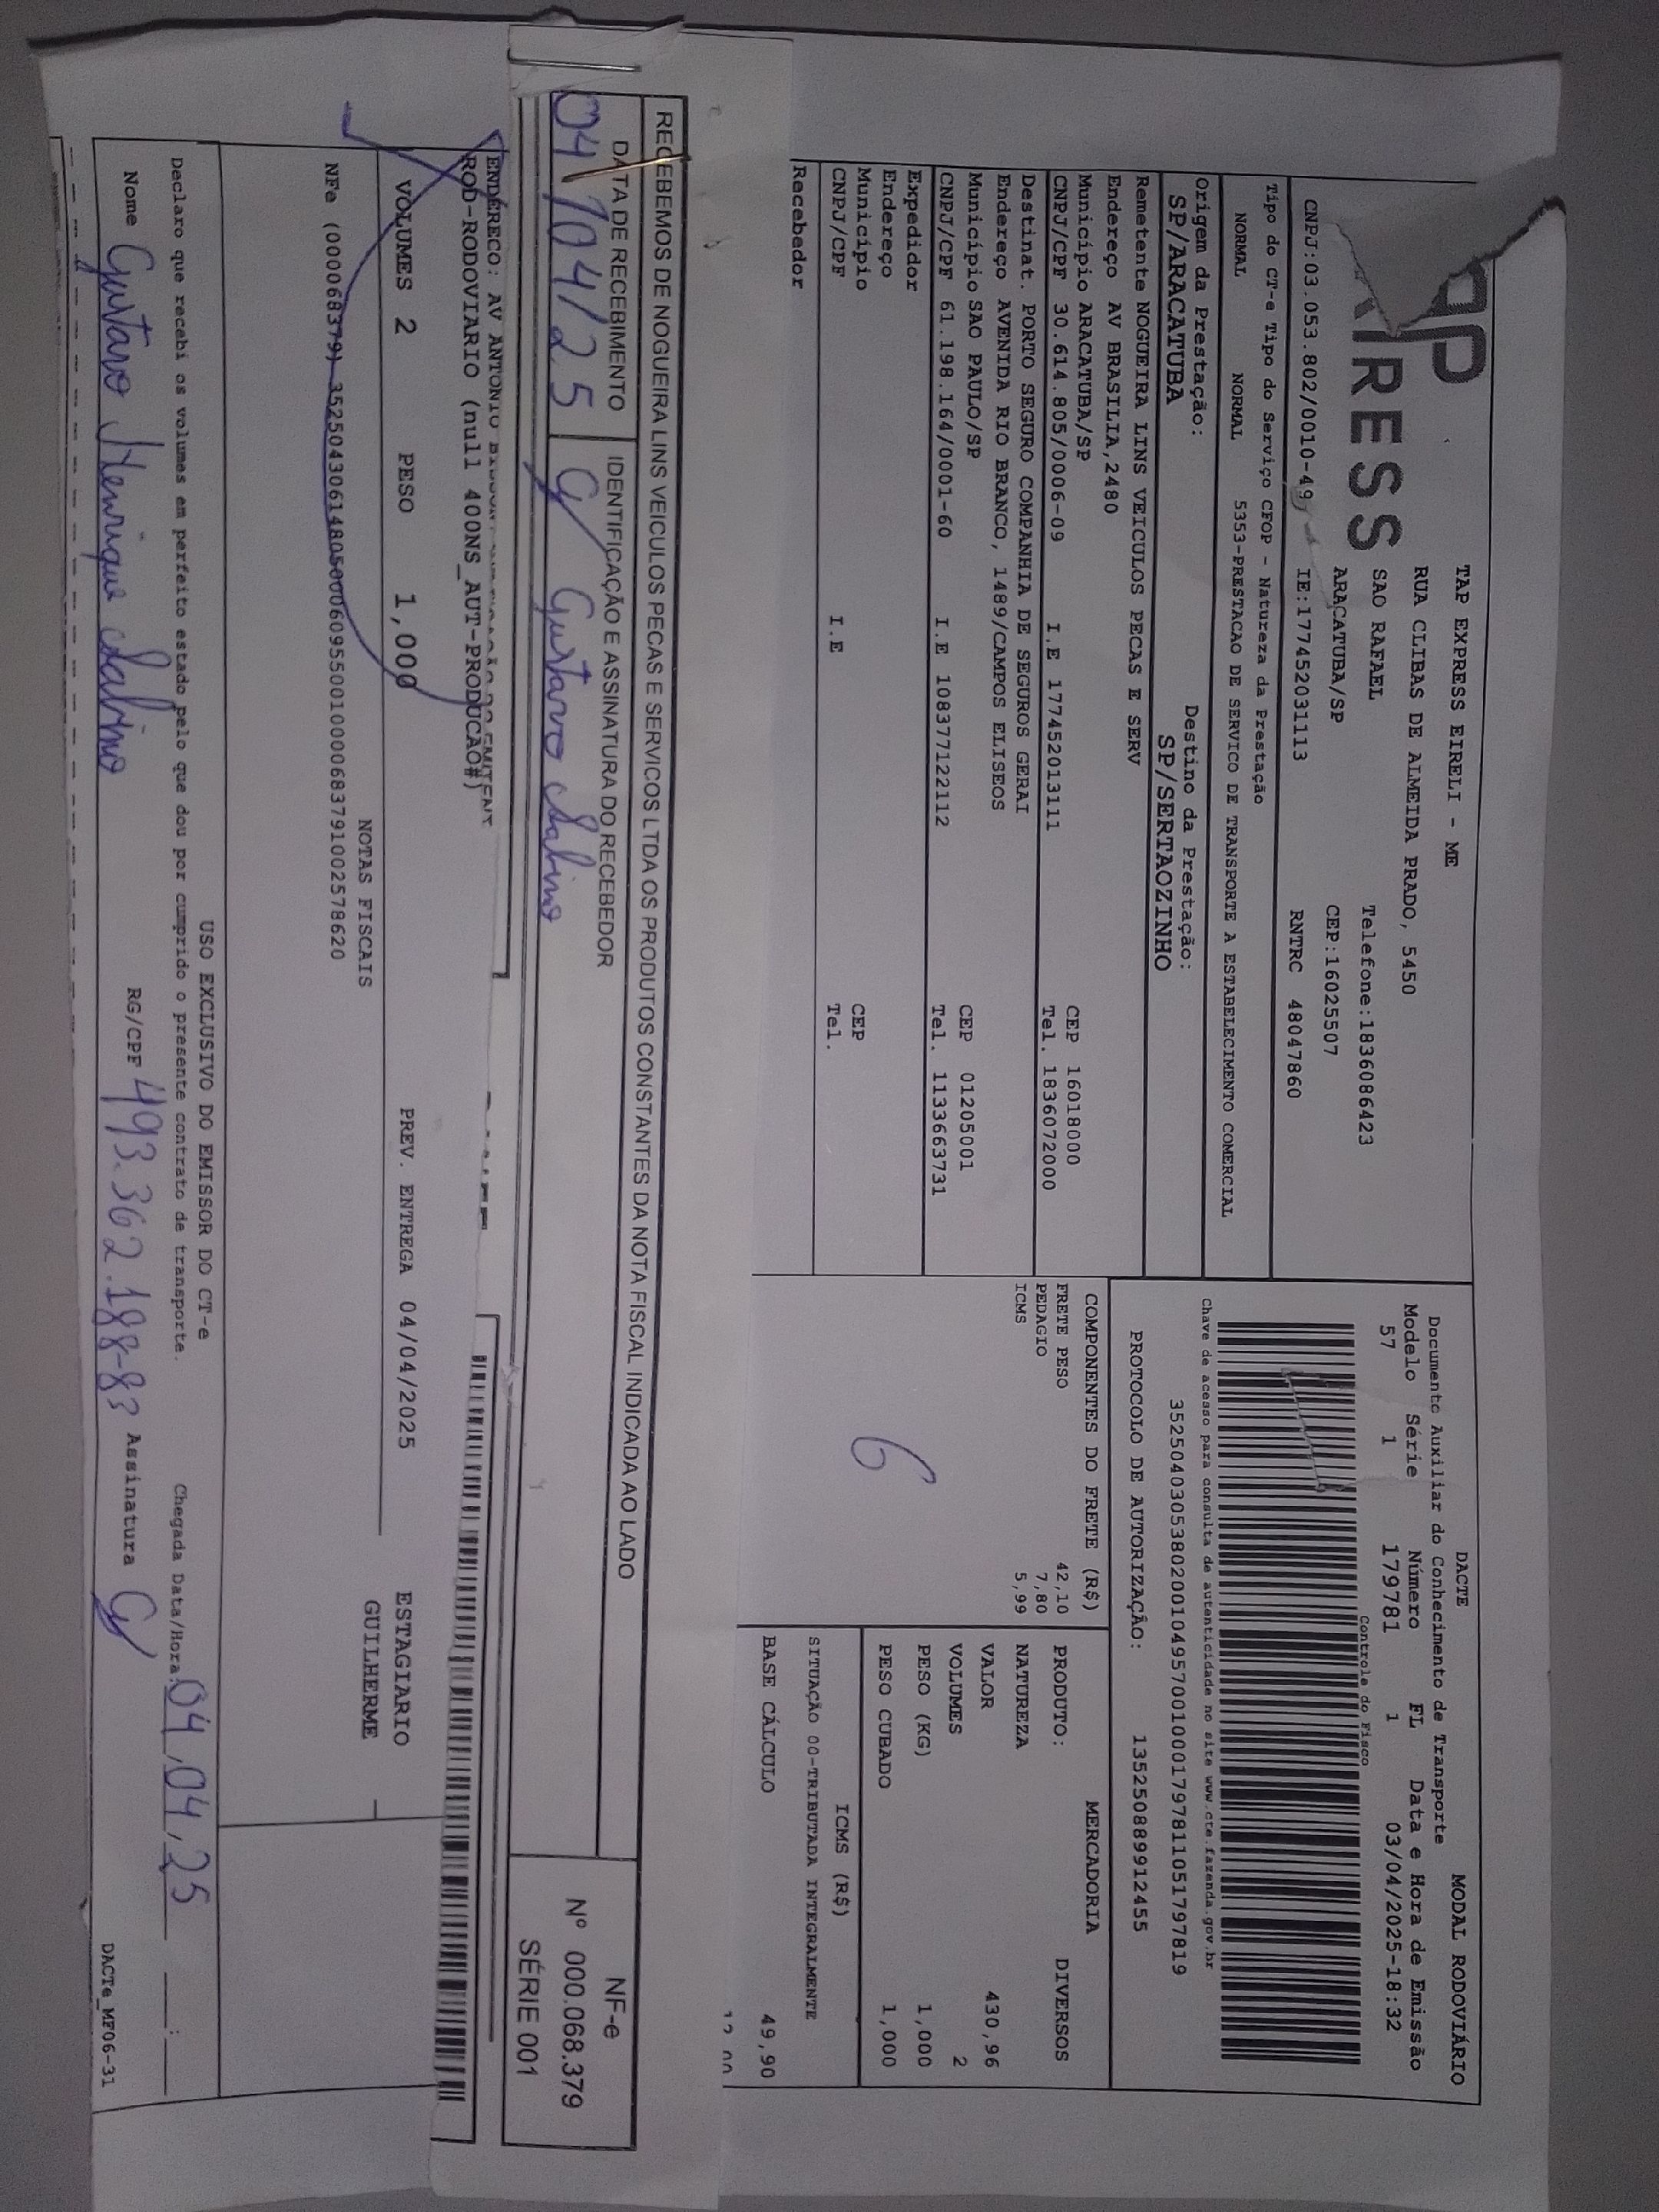 RESS
TAP EXPRESS EIRELI - ME
RUA CLIBAS DE ALMEIDA PRADO, 5450
SAO RAFAEL Telefone:1836086423
ARAÇATUBA/SP CEP:16025507
CNPJ:03.053.802/0010-49 IE:177452031113 RNTRC 48047860
Tipo do CT-e Tipo do Serviço CFOP - Natureza da Prestação
NORMAL NORMAL 5353-PRESTACAO DE SERVICO DE TRANSPORTE A ESTABELECIMENTO COMERCIAL
Origem da Prestação: Destino da Prestação:
SP/ARACATUBA SP/SERTAOZINHO
Remetente NOGUEIRA LINS VEICULOS PECAS E SERV
Endereço AV BRASILIA,2480
Município ARACATUBA/SP CEP 16018000
CNPJ/CPF 30.614.805/0006-09 I.E 177452013111 Tel. 1836072000
Destinat. PORTO SEGURO COMPANHIA DE SEGUROS GERAI
Endereço AVENIDA RIO BRANCO, 1489/CAMPOS ELISEOS
Município SAO PAULO/SP CEP 01205001
CNPJ/CPF 61.198.164/0001-60 I.E 108377122112 Tel. 1133663731
Expedidor
Endereço
Município CEP
CNPJ/CPF I.E Tel.
Recebedor
DACTE MODAL RODOVIÁRIO
Documento Auxiliar do Conhecimento de Transporte
Modelo Série Número FL Data e Hora de Emissão
57 1 179781 1 03/04/2025-18:32
Controle do Fisco
Chave de acesso para consulta de autenticidade no site www.cte.fazenda.gov.br
35250403053802001049570010001797811051797819
PROTOCOLO DE AUTORIZAÇÃO: 135250889912455
COMPONENTES DO FRETE (R$)
FRETE PESO 42,10
PEDAGIO 7,80
ICMS 5,99
6
MERCADORIA
PRODUTO: DIVERSOS
NATUREZA
VALOR 430,96
VOLUMES 2
PESO (KG) 1,000
PESO CUBADO 1,000
ICMS (R$)
SITUAÇÃO 00-TRIBUTADA INTEGRALMENTE
BASE CÁLCULO 49,90
RECEBEMOS DE NOGUEIRA LINS VEICULOS PECAS E SERVICOS LTDA OS PRODUTOS CONSTANTES DA NOTA FISCAL INDICADA AO LADO
DATA DE RECEBIMENTO IDENTIFICAÇÃO E ASSINATURA DO RECEBEDOR
04/04/25 Gustavo Sabino
NF-e
Nº 000.068.379
SÉRIE 001
ENDERECO: AV ANTONIO
ROD-RODOVIARIO (null 400NS_AUT-PRODUCAO#)
VOLUMES 2 PESO 1,000 PREV. ENTREGA 04/04/2025 ESTAGIARIO
GUILHERME
NOTAS FISCAIS
NFe (000068379) 35250430614805000609550010000683791002578620
USO EXCLUSIVO DO EMISSOR DO CT-e
Declaro que recebi os volumes em perfeito estado pelo que dou por cumprido o presente contrato de transporte. Chegada Data/Hora: 04,04,25
Nome Gustavo Henrique Sabino RG/CPF 493.362.188-83 Assinatura
DACTe_MF06-31